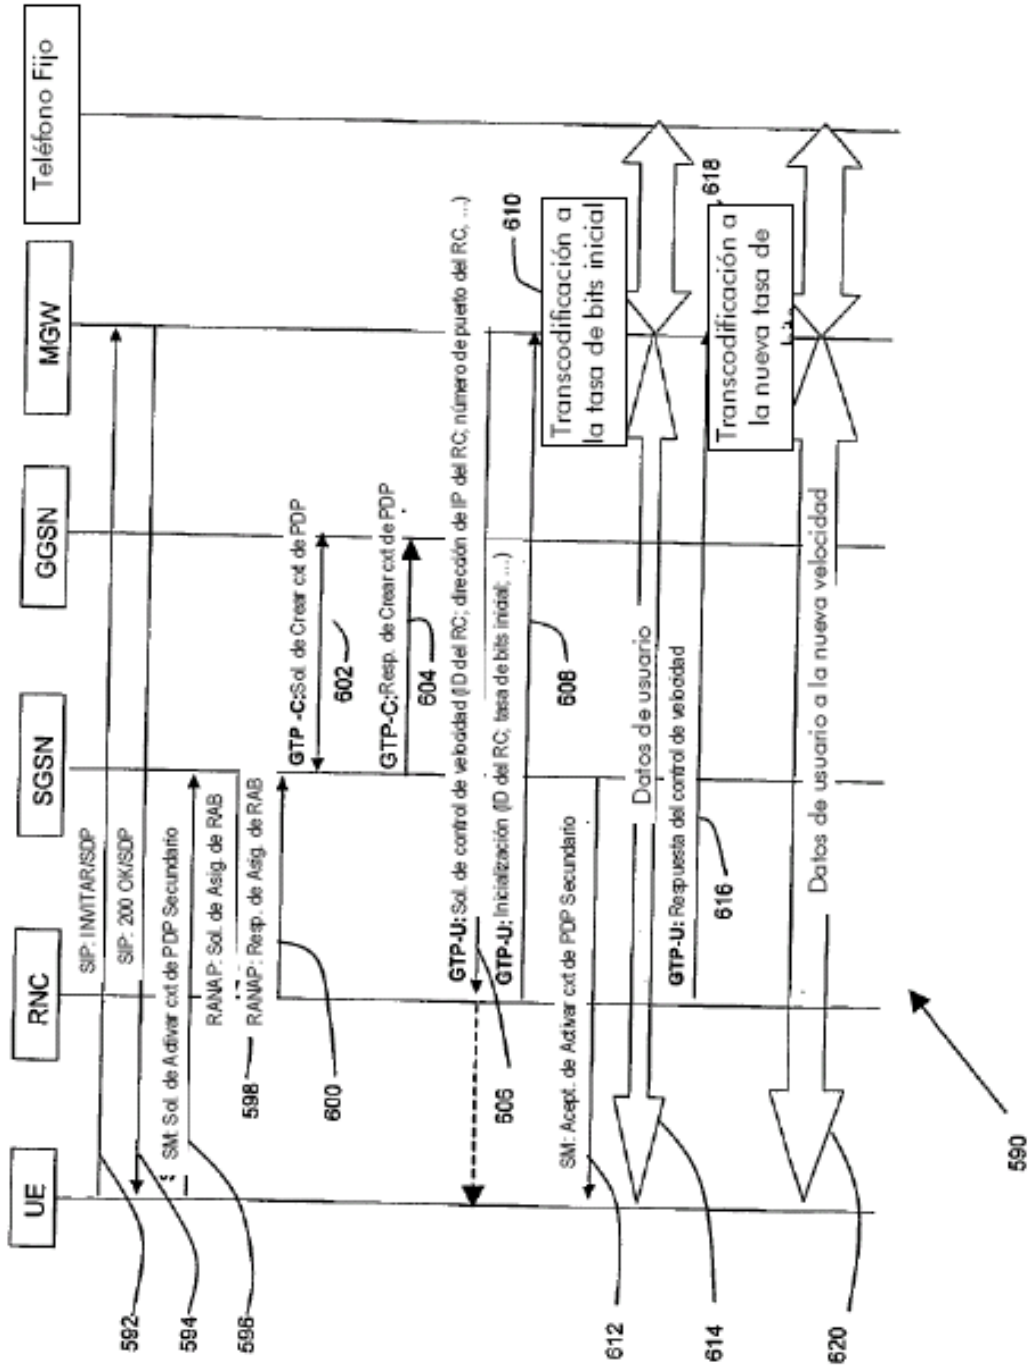 UE
RNC
SGSN
GGSN
MGW
Teléfono Fijo
SIP: INVITAR/SDP
592
SIP: 200 OK/SDP
594
SM: Sol. de Activar cxt de PDP Secundario
596
RANAP: Sol. de Asig. de RAB
598
RANAP: Resp. de Asig. de RAB
600
GTP -C:Sol. de Crear cxt de PDP
602
GTP-C:Resp. de Crear cxt de PDP
604
GTP-U: Sol. de control de velocidad (ID del RC; dirección de IP del RC; número de puerto del RC, ...)
606
GTP-U: Inicialización (ID del RC; tasa de bits inicial; ...)
608
610
Transcodificación a
la tasa de bits inicial
SM: Acept. de Activar cxt de PDP Secundario
612
Datos de usuario
614
GTP-U: Respuesta del control de velocidad
616
618
Transcodificación a
la nueva tasa de
Datos de usuario a la nueva velocidad
620
590